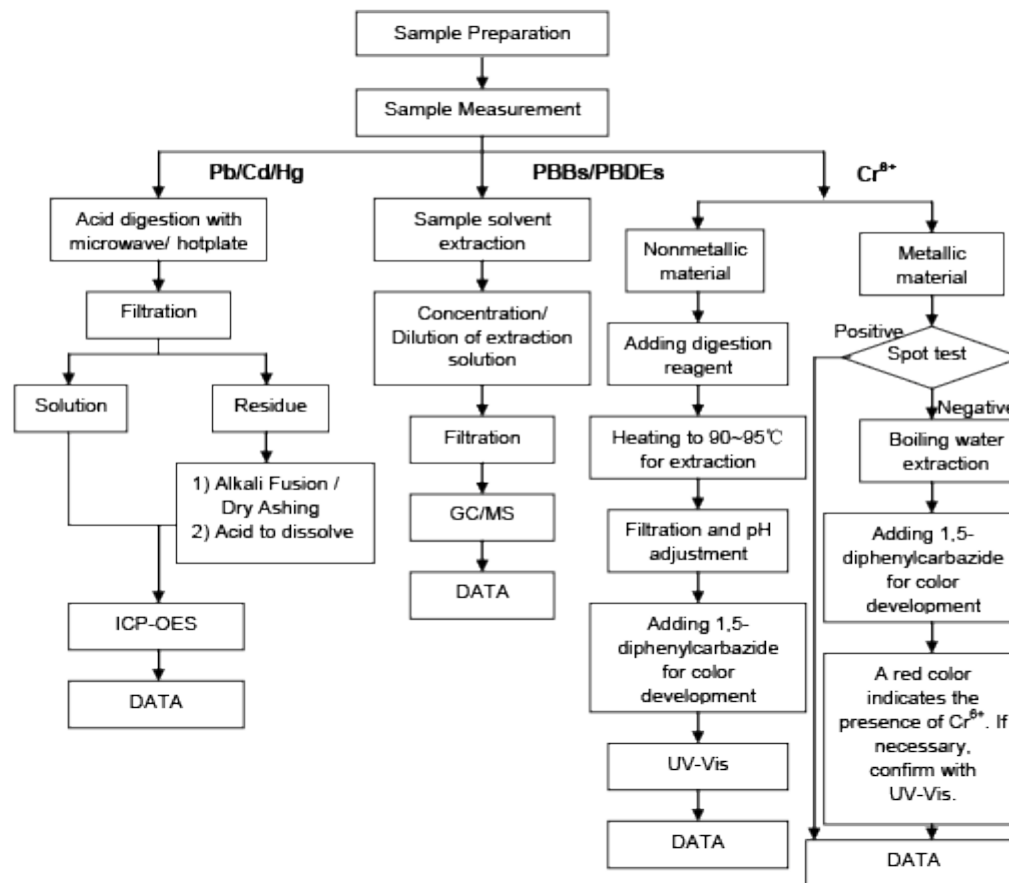 Sample Preparation
Sample Measurement
Pb/Cd/Hg
PBBs/PBDEs
Cr⁶⁺
Acid digestion with
microwave/ hotplate
Filtration
Solution
Residue
1) Alkali Fusion /
Dry Ashing
2) Acid to dissolve
ICP-OES
DATA
Sample solvent
extraction
Concentration/
Dilution of extraction
solution
Filtration
GC/MS
DATA
Nonmetallic
material
Adding digestion
reagent
Heating to 90~95℃
for extraction
Filtration and pH
adjustment
Adding 1,5-
diphenylcarbazide
for color
development
UV-Vis
DATA
Metallic
material
Positive
Spot test
Negative
Boiling water
extraction
Adding 1,5-
diphenylcarbazide
for color
development
A red color
indicates the
presence of Cr⁶⁺. If
necessary,
confirm with
UV-Vis.
DATA